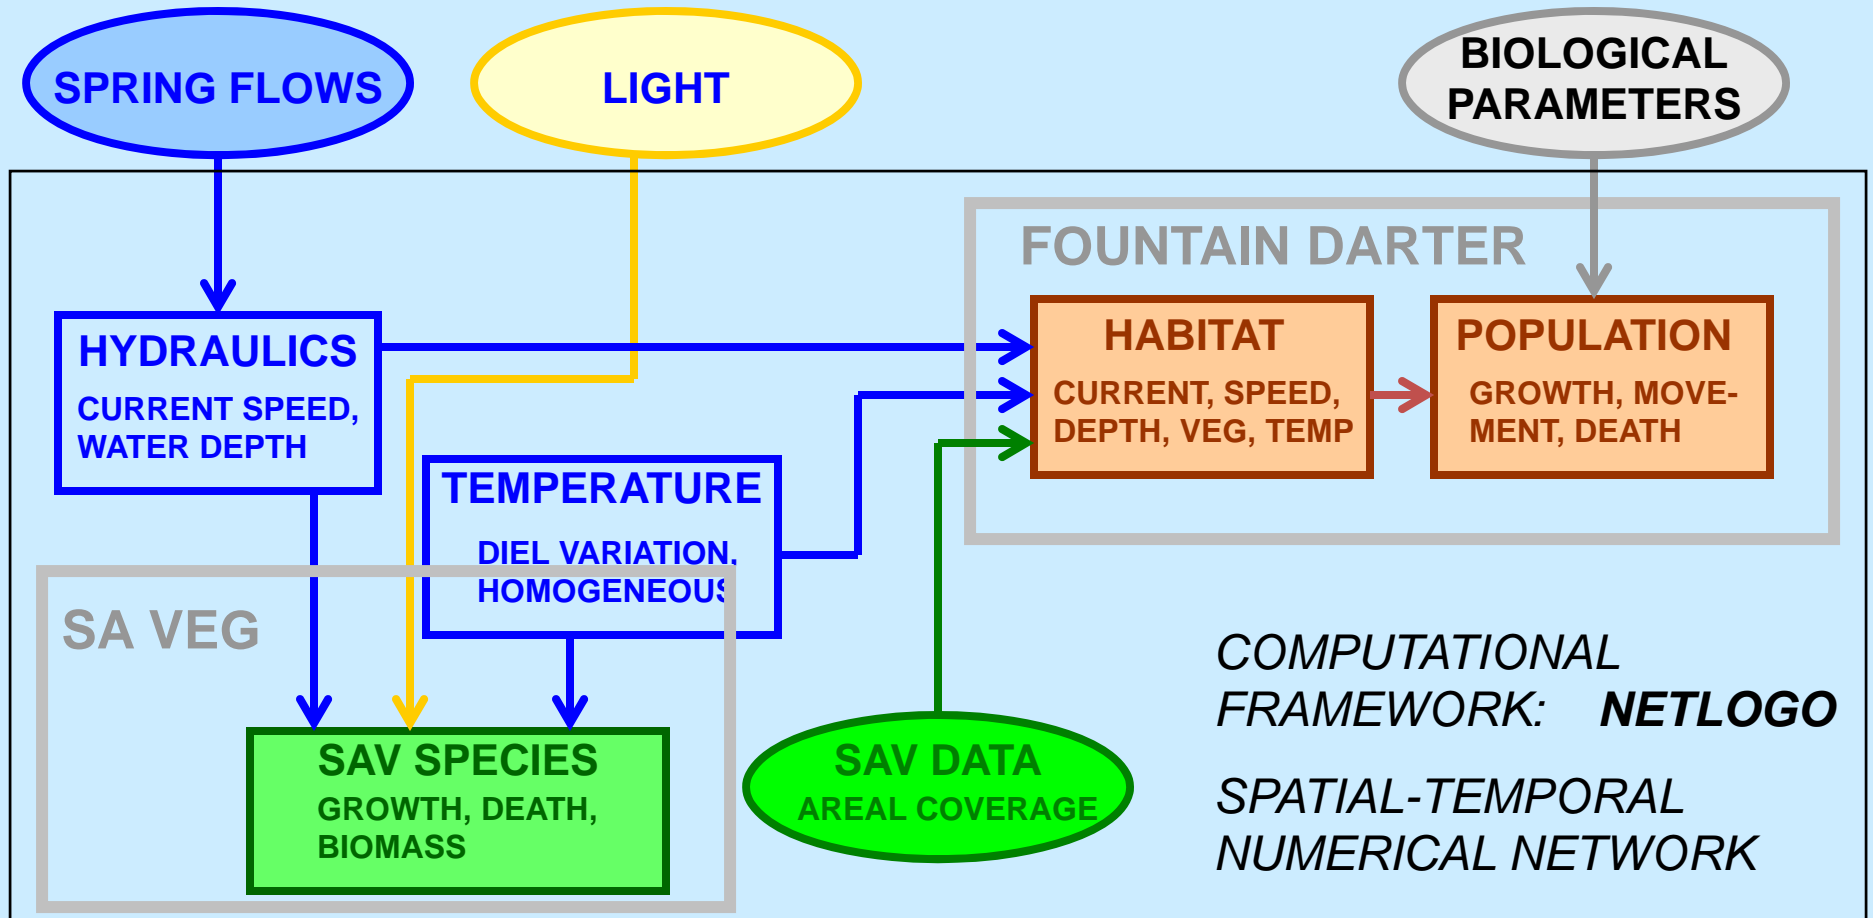 SPRING FLOWS
LIGHT
BIOLOGICAL
PARAMETERS
FOUNTAIN DARTER
HYDRAULICS
CURRENT SPEED,
WATER DEPTH
HABITAT
CURRENT, SPEED,
DEPTH, VEG, TEMP
POPULATION
GROWTH, MOVE-
MENT, DEATH
TEMPERATURE
DIEL VARIATION,
HOMOGENEOUS
SA VEG
SAV SPECIES
GROWTH, DEATH,
BIOMASS
SAV DATA
AREAL COVERAGE
COMPUTATIONAL
FRAMEWORK: NETLOGO
SPATIAL-TEMPORAL
NUMERICAL NETWORK